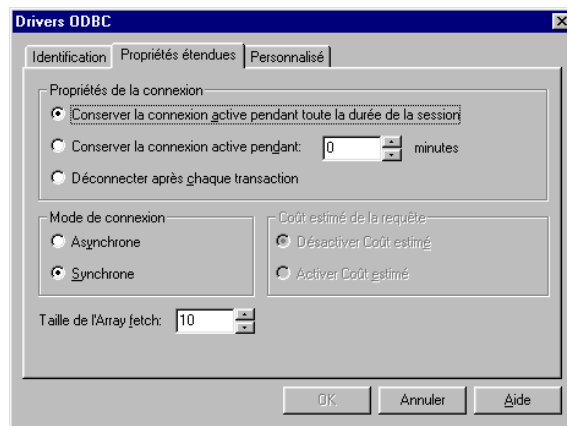 Drivers ODBC
Identification Propriétés étendues Personnalisé
Propriétés de la connexion
Conserver la connexion active pendant toute la durée de la session
Conserver la connexion active pendant: 0 minutes
Déconnecter après chaque transaction
Mode de connexion
Asynchrone
Synchrone
Coût estimé de la requête
Désactiver Coût estimé
Activer Coût estimé
Taille de l'Array fetch: 10
OK Annuler Aide